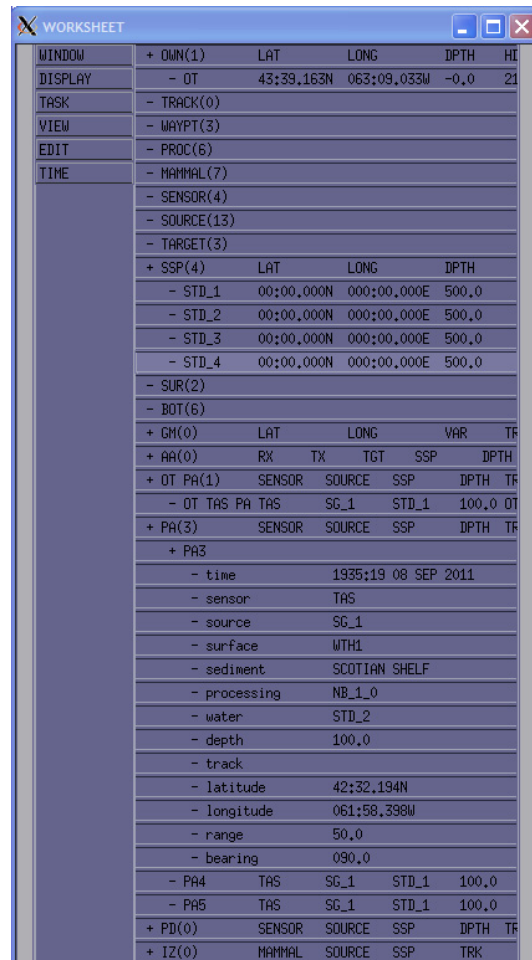 WORKSHEET
WINDOW
DISPLAY
TASK
VIEW
EDIT
TIME
+ OWN(1) LAT LONG DPTH HD
- OT 43:39.163N 063:09.033W -0.0 21
- TRACK(0)
- WAYPT(3)
- PROC(6)
- MAMMAL(7)
- SENSOR(4)
- SOURCE(13)
- TARGET(3)
+ SSP(4) LAT LONG DPTH
- STD_1 00:00.000N 000:00.000E 500.0
- STD_2 00:00.000N 000:00.000E 500.0
- STD_3 00:00.000N 000:00.000E 500.0
- STD_4 00:00.000N 000:00.000E 500.0
- SUR(2)
- BOT(6)
+ GM(0) LAT LONG VAR TR
+ AA(0) RX TX TGT SSP DPTH
+ OT PA(1) SENSOR SOURCE SSP DPTH TR
- OT TAS PA TAS SG_1 STD_1 100.0 OT
+ PA(3) SENSOR SOURCE SSP DPTH TR
+ PA3
- time 1935:19 08 SEP 2011
- sensor TAS
- source SG_1
- surface WTH1
- sediment SCOTIAN SHELF
- processing NB_1_0
- water STD_2
- depth 100.0
- track
- latitude 42:32.194N
- longitude 061:58.398W
- range 50.0
- bearing 090.0
- PA4 TAS SG_1 STD_1 100.0
- PA5 TAS SG_1 STD_1 100.0
+ PD(0) SENSOR SOURCE SSP DPTH TR
+ IZ(0) MAMMAL SOURCE SSP TRK